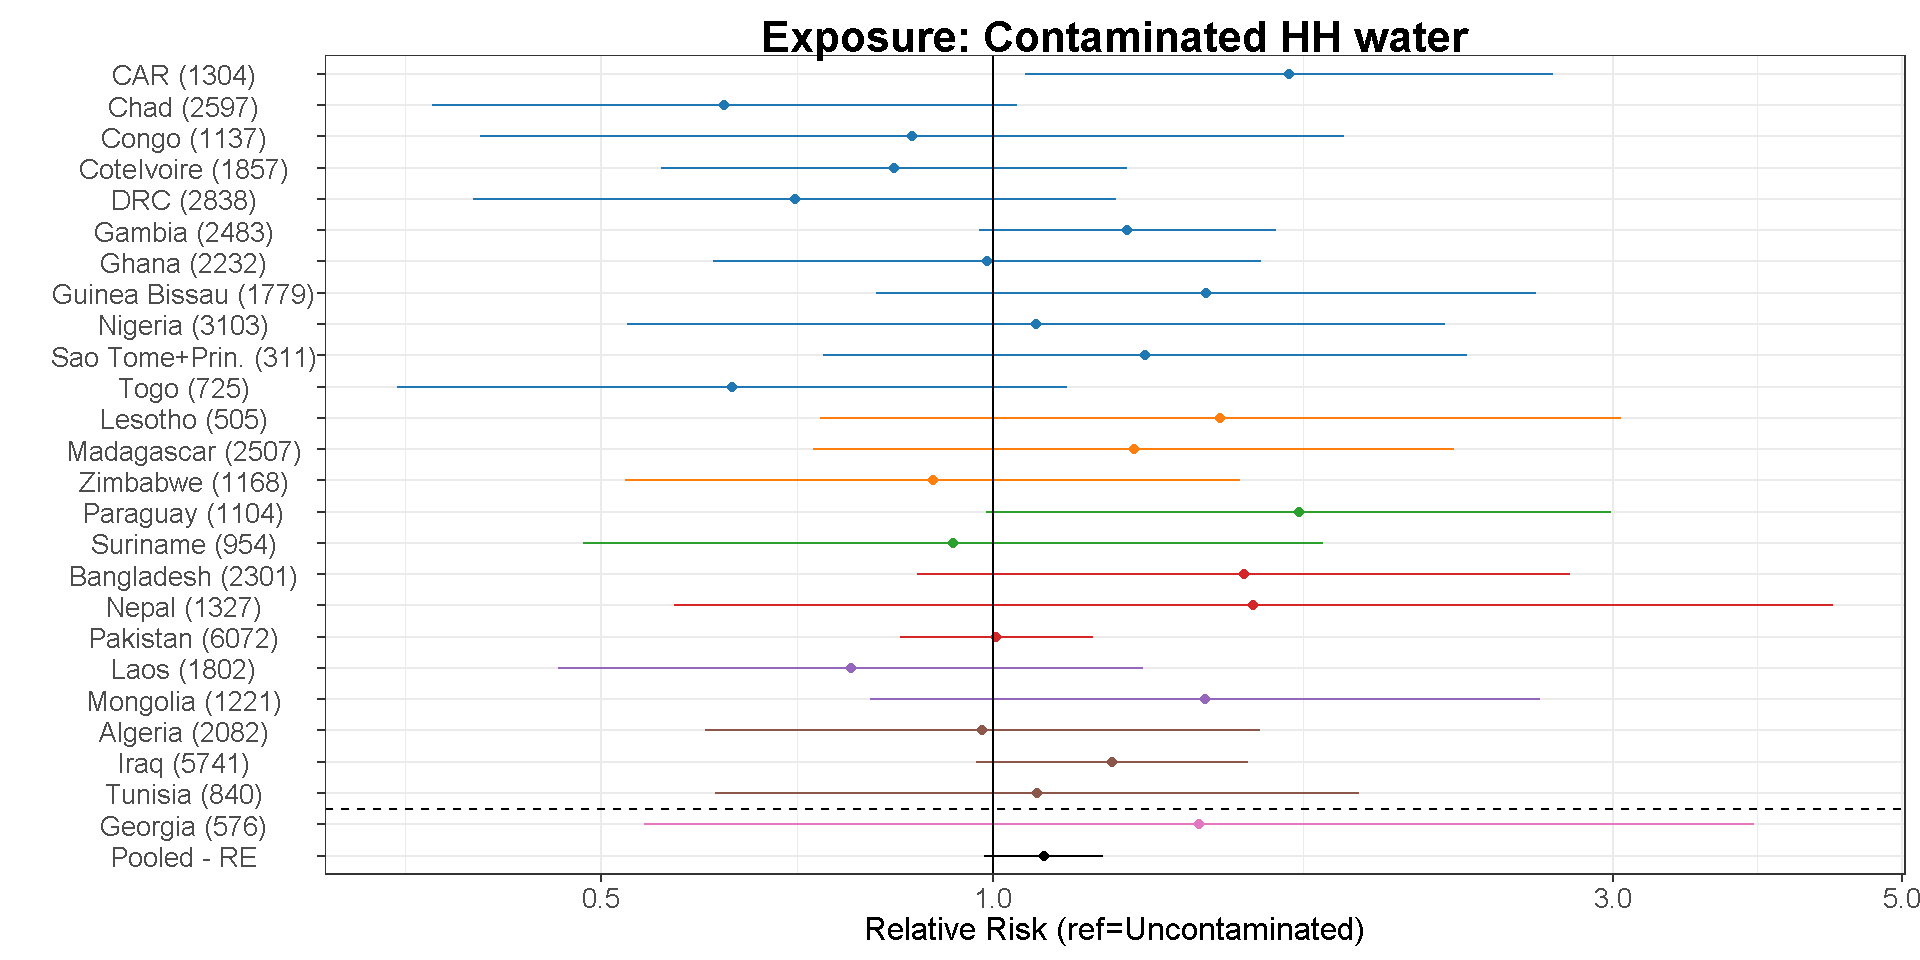 Exposure: Contaminated HH water
CAR (1304)
Chad (2597)
Congo (1137)
CoteIvoire (1857)
DRC (2838)
Gambia (2483)
Ghana (2232)
Guinea Bissau (1779)
Nigeria (3103)
Sao Tome+Prin. (311)
Togo (725)
Lesotho (505)
Madagascar (2507)
Zimbabwe (1168)
Paraguay (1104)
Suriname (954)
Bangladesh (2301)
Nepal (1327)
Pakistan (6072)
Laos (1802)
Mongolia (1221)
Algeria (2082)
Iraq (5741)
Tunisia (840)
Georgia (576)
Pooled - RE
0.5 1.0 3.0 5.0
Relative Risk (ref=Uncontaminated)